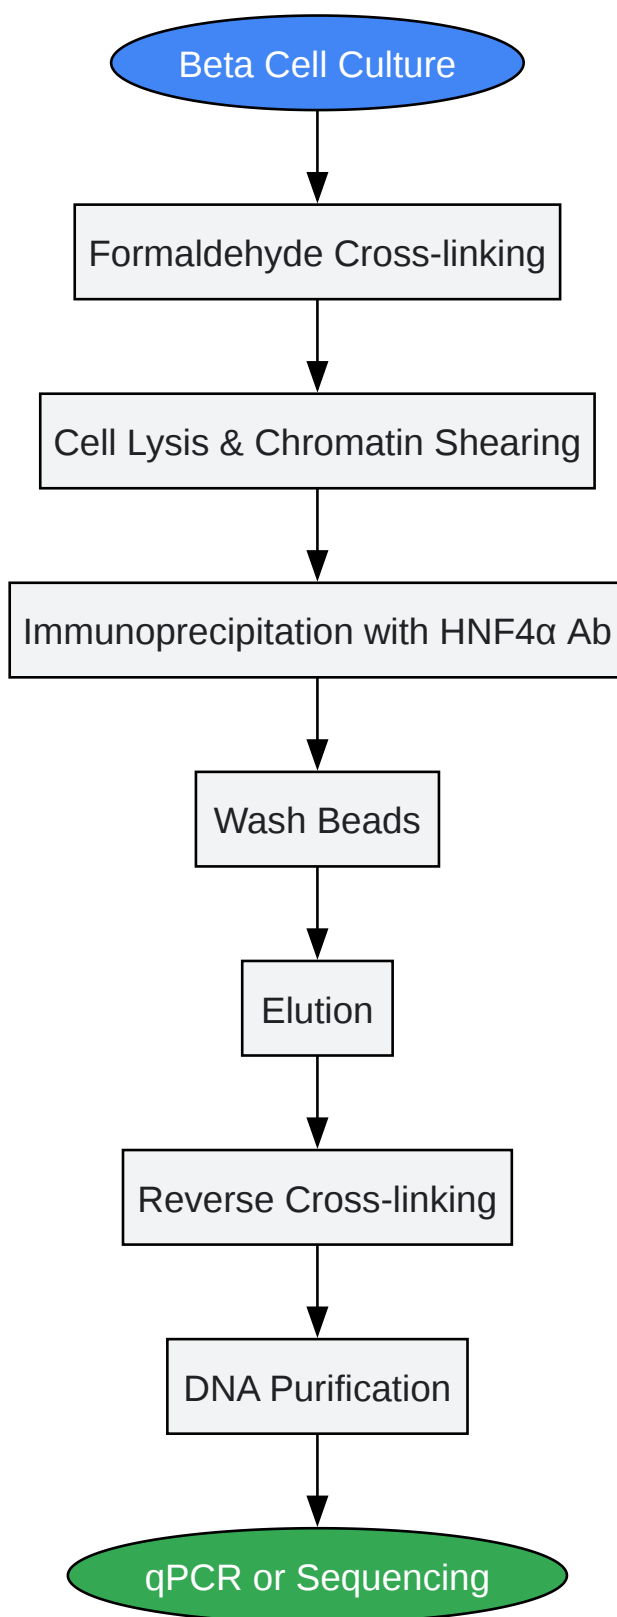 Beta Cell Culture
Formaldehyde Cross-linking
Cell Lysis & Chromatin Shearing
Immunoprecipitation with HNF4α Ab
Wash Beads
Elution
Reverse Cross-linking
DNA Purification
qPCR or Sequencing